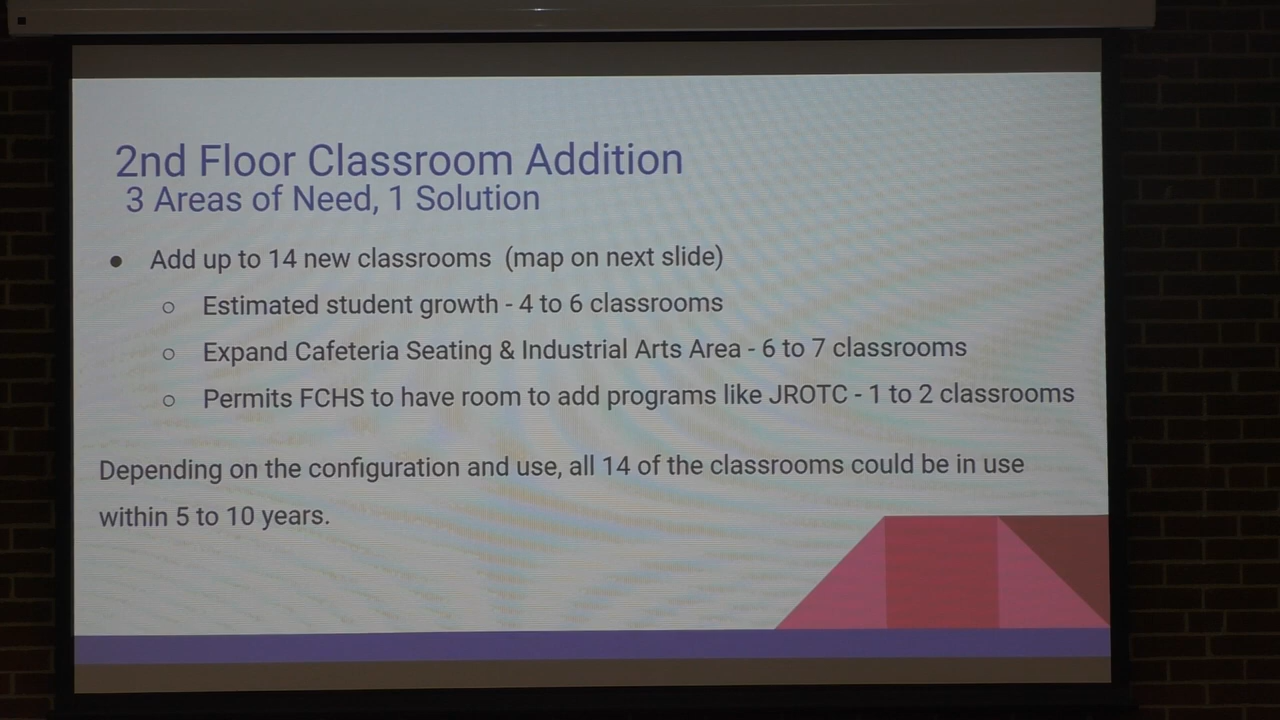 2nd Floor Classroom Addition
3 Areas of Need, 1 Solution
● Add up to 14 new classrooms (map on next slide)
○ Estimated student growth - 4 to 6 classrooms
○ Expand Cafeteria Seating & Industrial Arts Area - 6 to 7 classrooms
○ Permits FCHS to have room to add programs like JROTC - 1 to 2 classrooms
Depending on the configuration and use, all 14 of the classrooms could be in use
within 5 to 10 years.